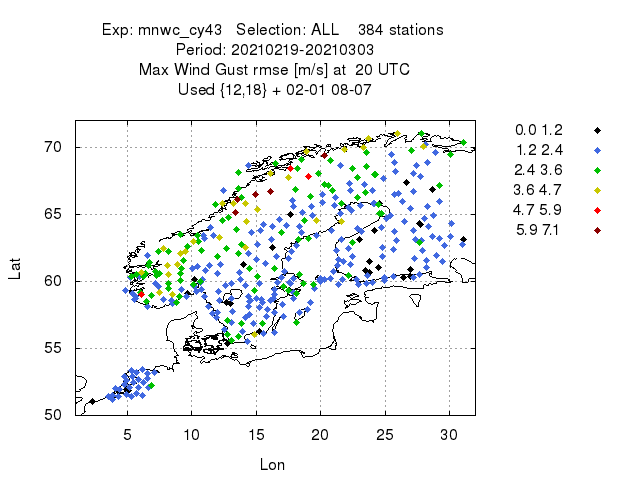 Exp: mnwc_cy43   Selection: ALL    384 stations
Period: 20210219-20210303
Max Wind Gust rmse [m/s] at  20 UTC
Used {12,18} + 02-01 08-07
0.0 1.2
1.2 2.4
2.4 3.6
3.6 4.7
4.7 5.9
5.9 7.1
Lat
70
65
60
55
50
5 10 15 20 25 30
Lon